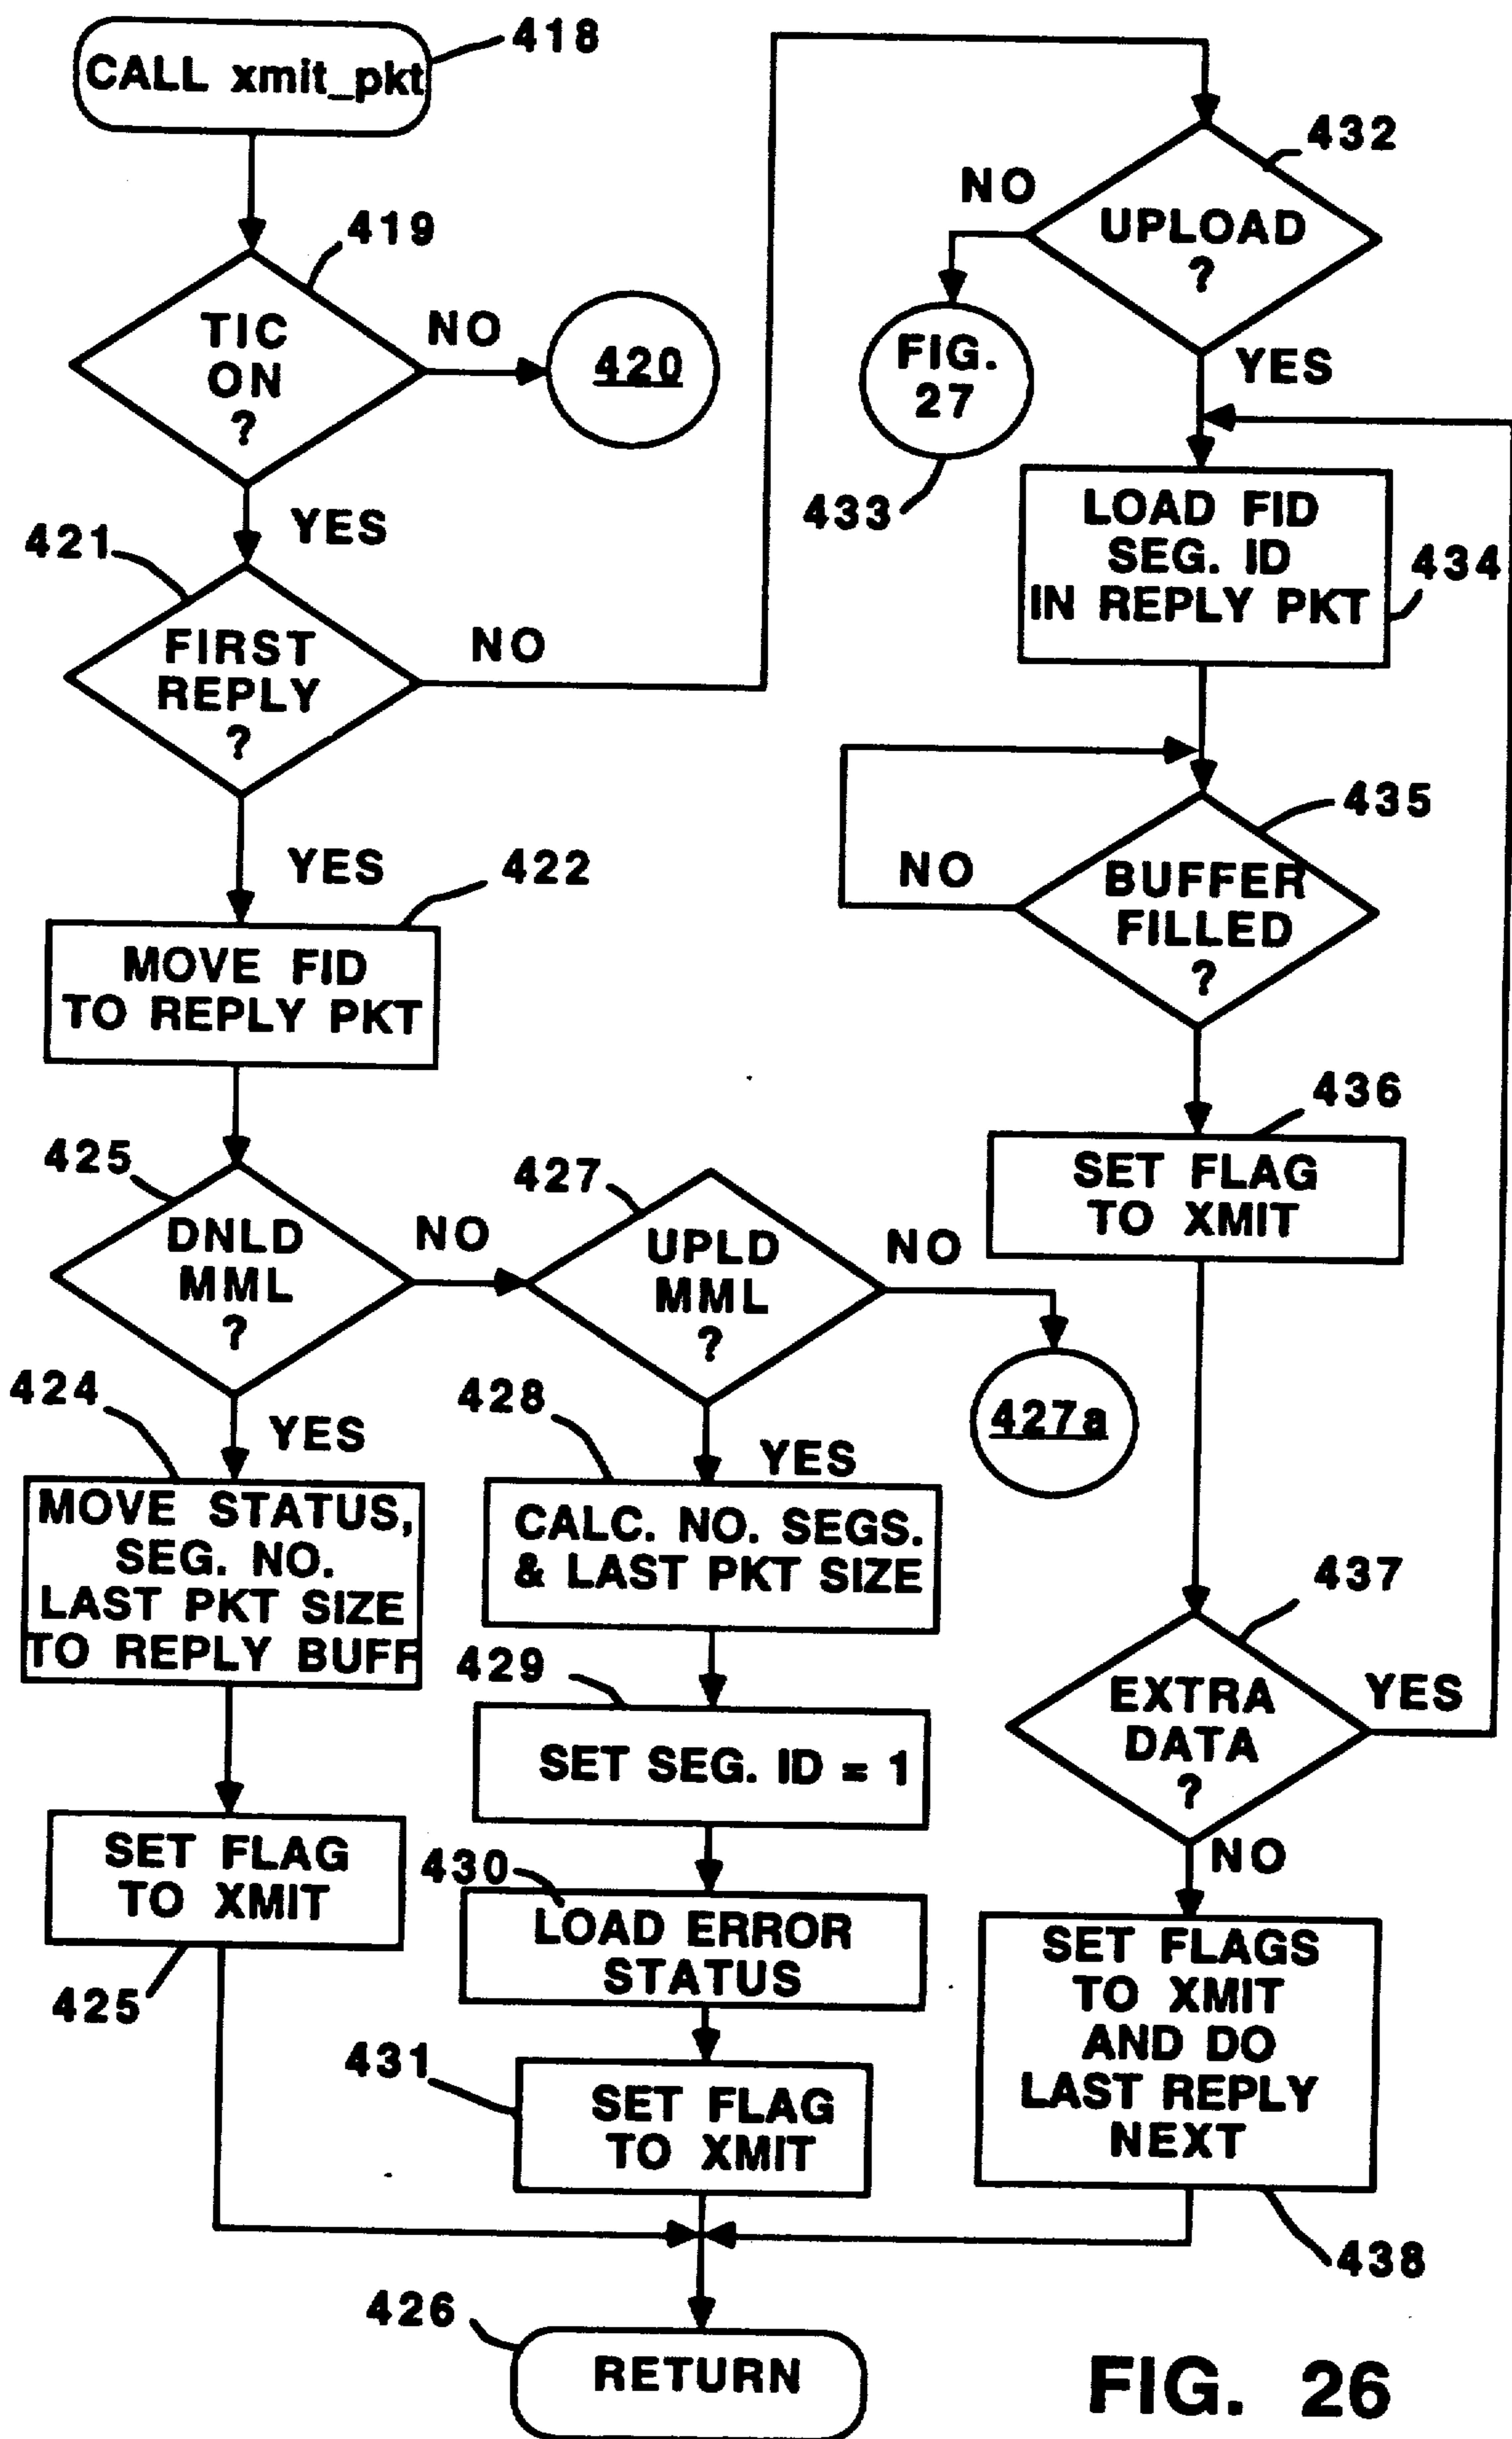 418
CALL xmit_pkt
419
TIC
ON
?
NO
420
YES
421
FIRST
REPLY
?
NO
YES
422
MOVE FID
TO REPLY PKT
425
DNLD
MML
?
NO
427
UPLD
MML
?
NO
427a
424
YES
MOVE STATUS,
SEG. NO.
LAST PKT SIZE
TO REPLY BUFF
SET FLAG
TO XMIT
425
428
YES
CALC. NO. SEGS.
& LAST PKT SIZE
429
SET SEG. ID = 1
430
LOAD ERROR
STATUS
431
SET FLAG
TO XMIT
426
RETURN
432
UPLOAD
?
NO
FIG.
27
433
YES
LOAD FID
SEG. ID
IN REPLY PKT
434
435
BUFFER
FILLED
?
NO
436
SET FLAG
TO XMIT
437
EXTRA
DATA
?
YES
NO
SET FLAGS
TO XMIT
AND DO
LAST REPLY
NEXT
438
FIG. 26